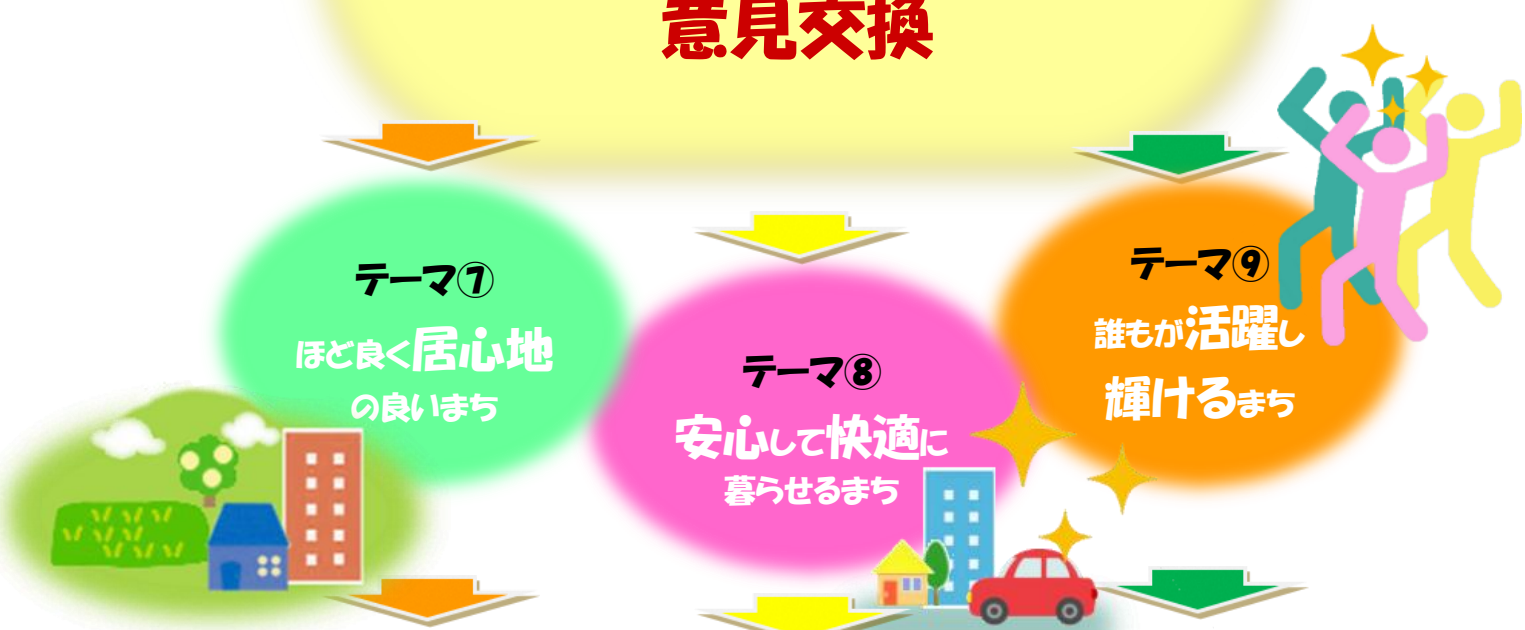 意見交換
テーマ⑦
ほど良く居心地
の良いまち
テーマ⑧
安心して快適に
暮らせるまち
テーマ⑨
誰もが活躍し
輝けるまち